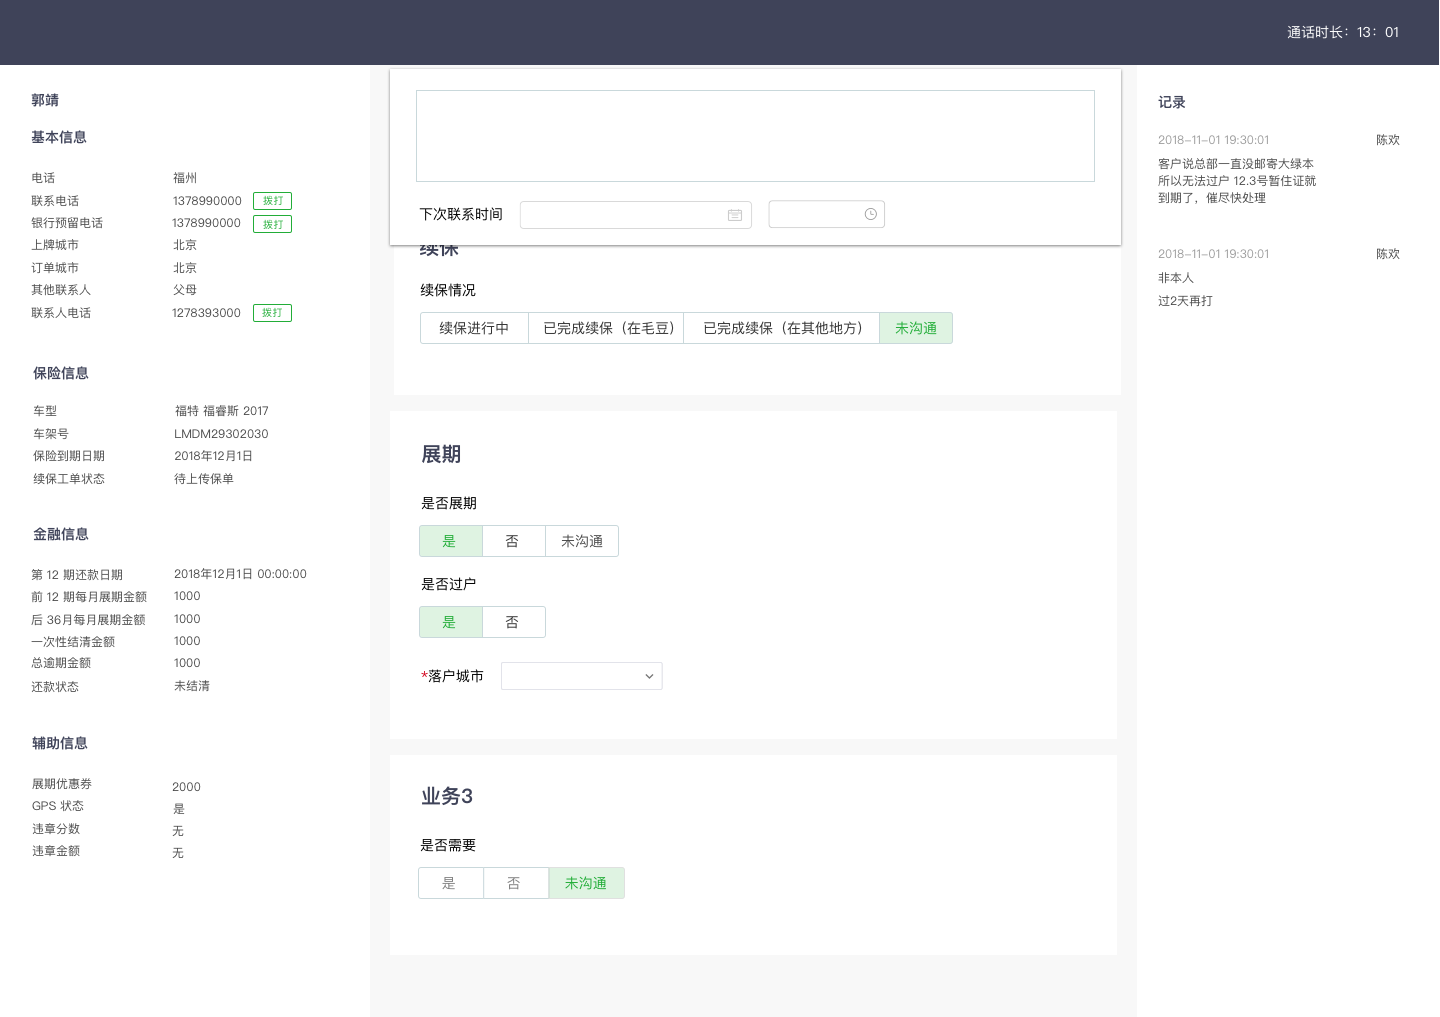 通话时长：13：01
郭靖
基本信息
电话 福州
联系电话 1378990000 拨打
银行预留电话 1378990000 拨打
上牌城市 北京
订单城市 北京
其他联系人 父母
联系人电话 1278393000 拨打
保险信息
车型 福特 福睿斯 2017
车架号 LMDM29302030
保险到期日期 2018年12月1日
续保工单状态 待上传保单
金融信息
第 12 期还款日期 2018年12月1日 00:00:00
前 12 期每月展期金额 1000
后 36月每月展期金额 1000
一次性结清金额 1000
总逾期金额 1000
还款状态 未结清
辅助信息
展期优惠券 2000
GPS 状态 是
违章分数 无
违章金额 无
下次联系时间
续保
续保情况
续保进行中 已完成续保（在毛豆） 已完成续保（在其他地方） 未沟通
展期
是否展期
是 否 未沟通
是否过户
是 否
*落户城市
业务3
是否需要
是 否 未沟通
记录
2018-11-01 19:30:01 陈欢
客户说总部一直没邮寄大绿本
所以无法过户 12.3号暂住证就
到期了，催尽快处理
2018-11-01 19:30:01 陈欢
非本人
过2天再打